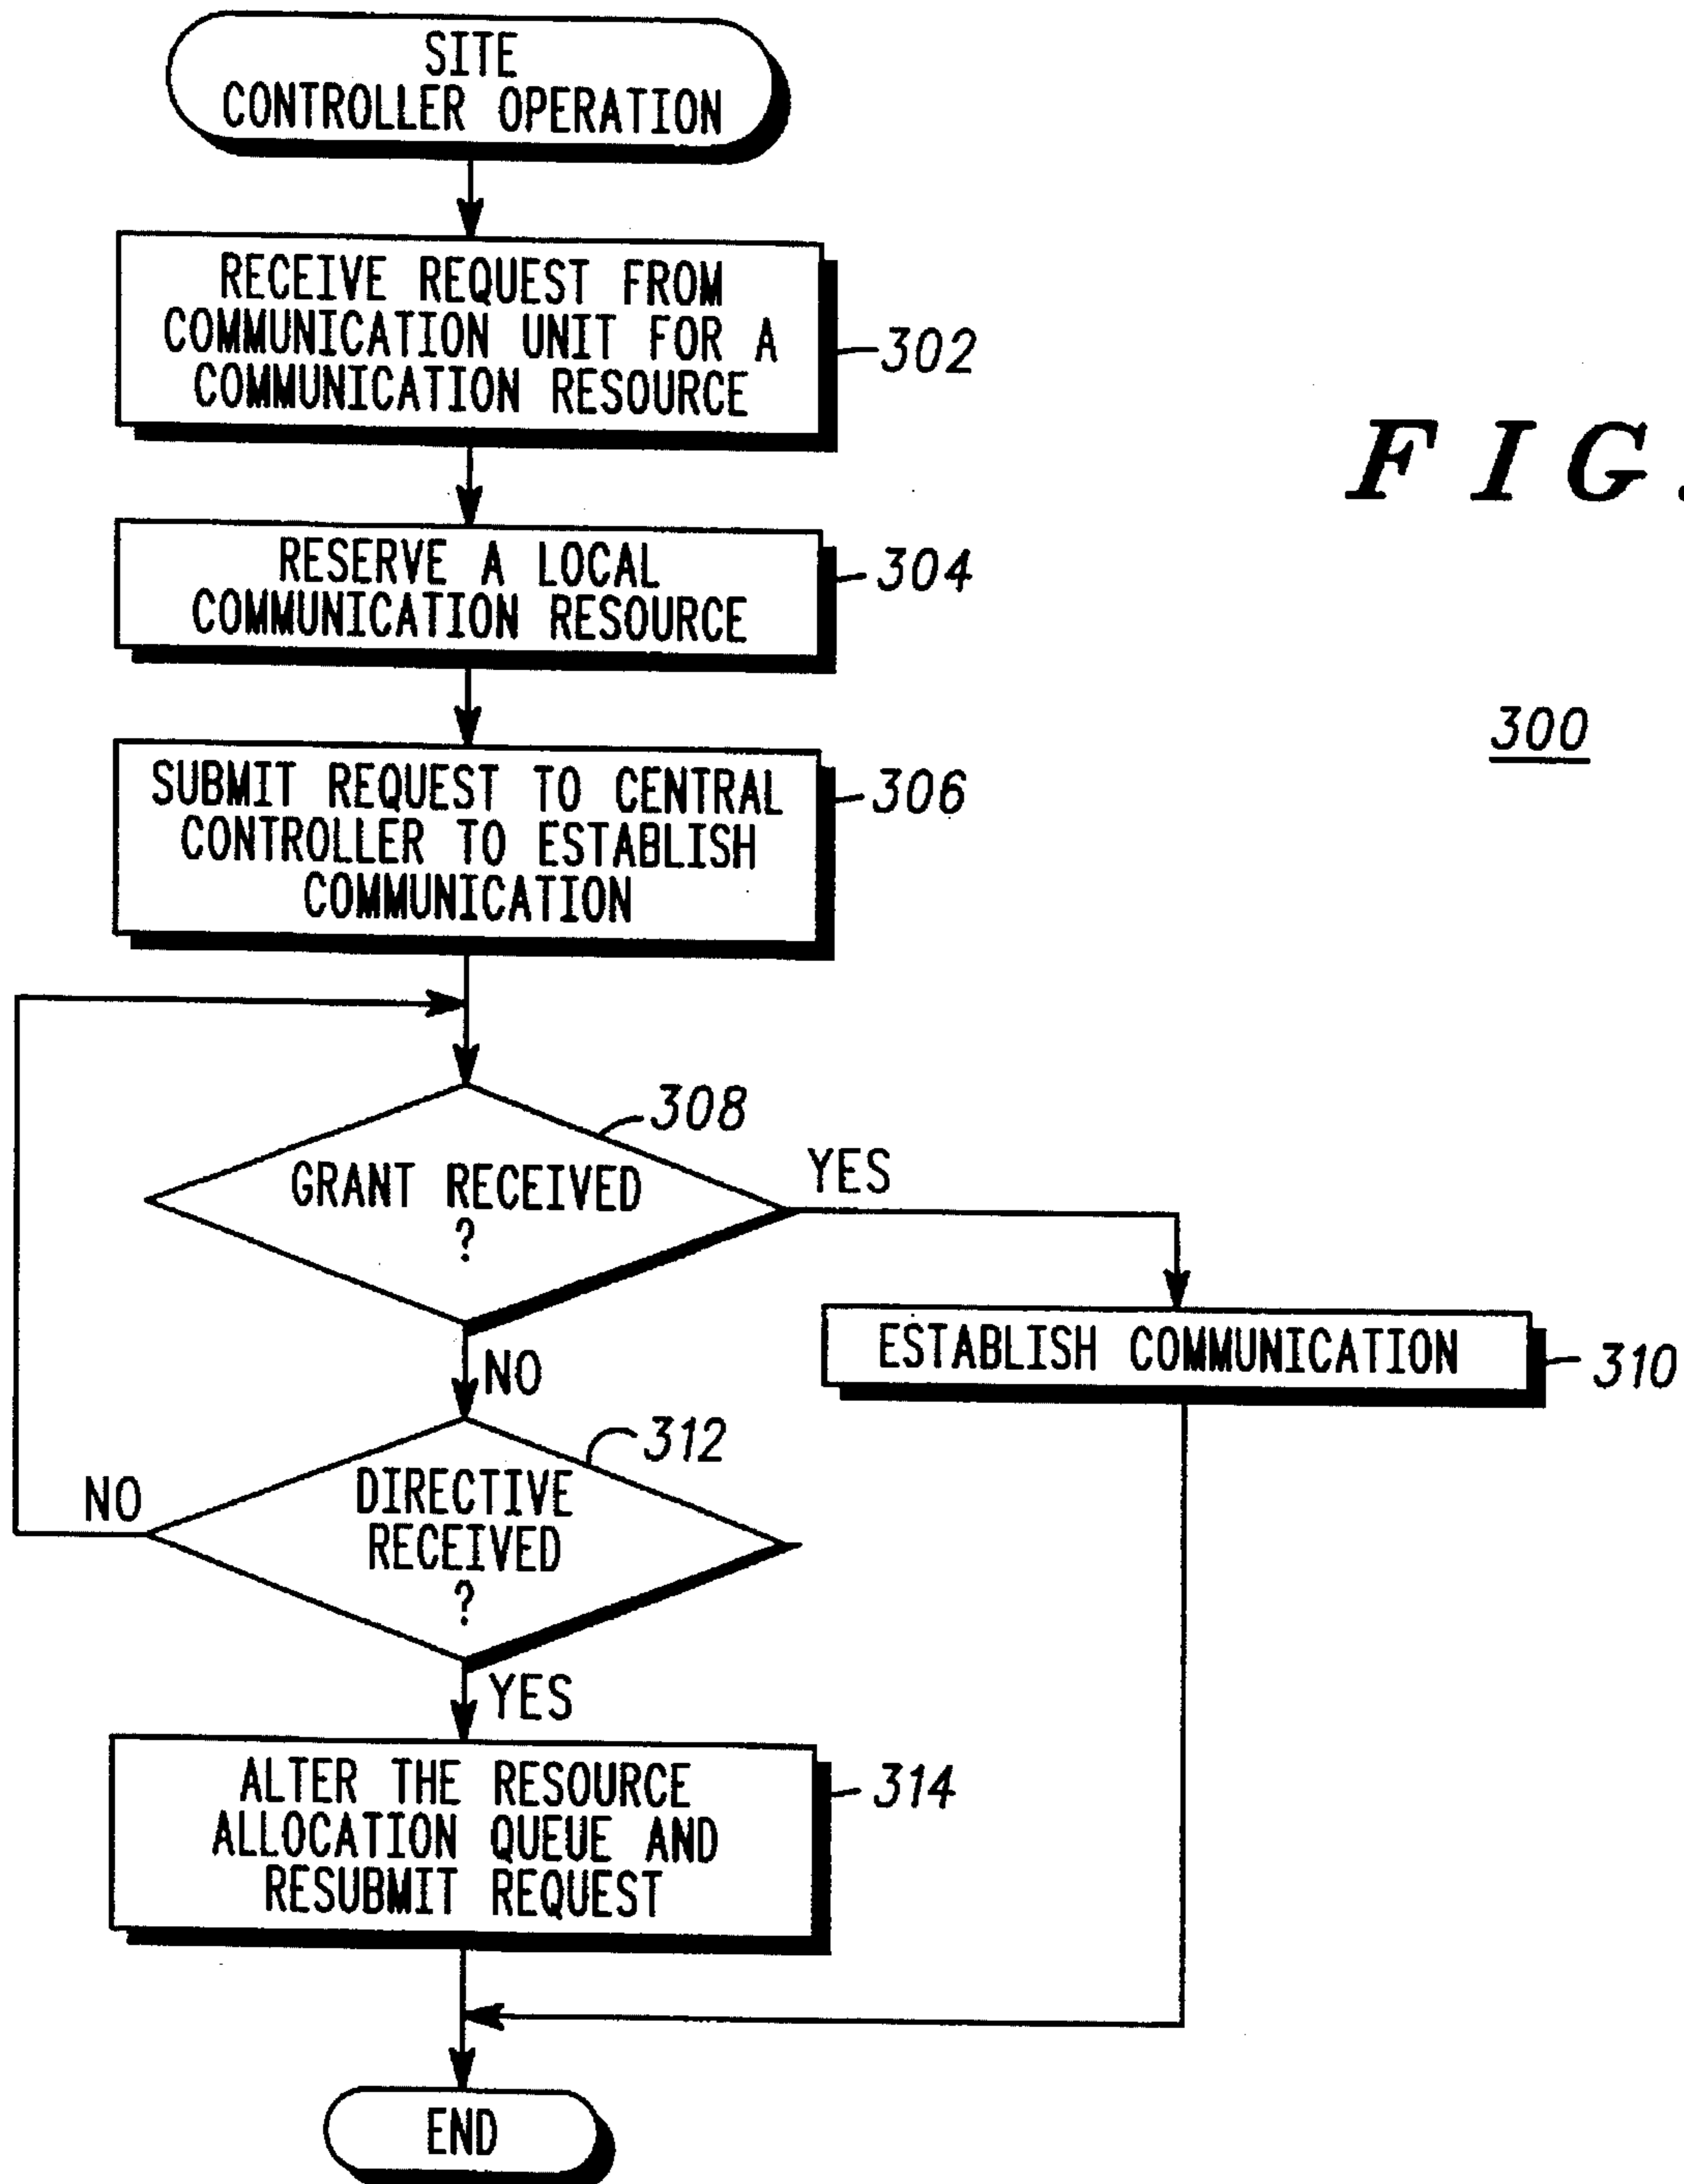 SITE
CONTROLLER OPERATION
RECEIVE REQUEST FROM
COMMUNICATION UNIT FOR A
COMMUNICATION RESOURCE
302
FIG.
RESERVE A LOCAL
COMMUNICATION RESOURCE
304
300
SUBMIT REQUEST TO CENTRAL
CONTROLLER TO ESTABLISH
COMMUNICATION
306
308
GRANT RECEIVED
?
YES
NO
ESTABLISH COMMUNICATION
310
312
DIRECTIVE
RECEIVED
?
NO
YES
ALTER THE RESOURCE
ALLOCATION QUEUE AND
RESUBMIT REQUEST
314
END